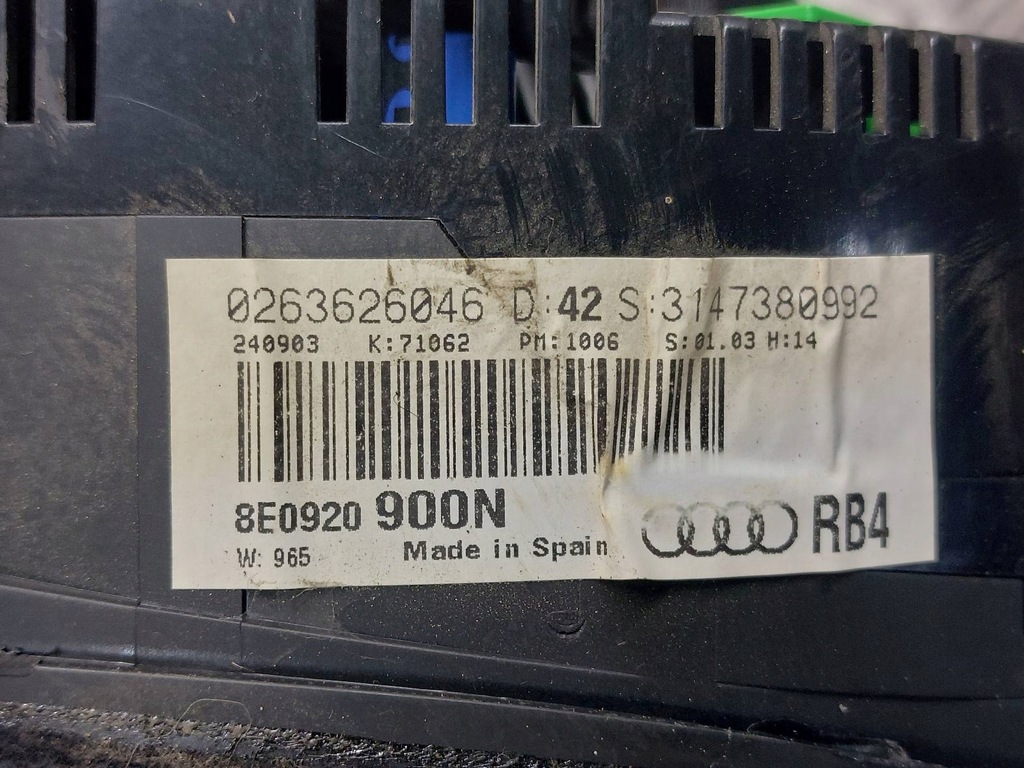 0263626046 D:42 S:3147380992
240903 K:71062 PM:1006 S:01.03 H:14
8E0920 900N
RB4
W: 965 Made in Spain